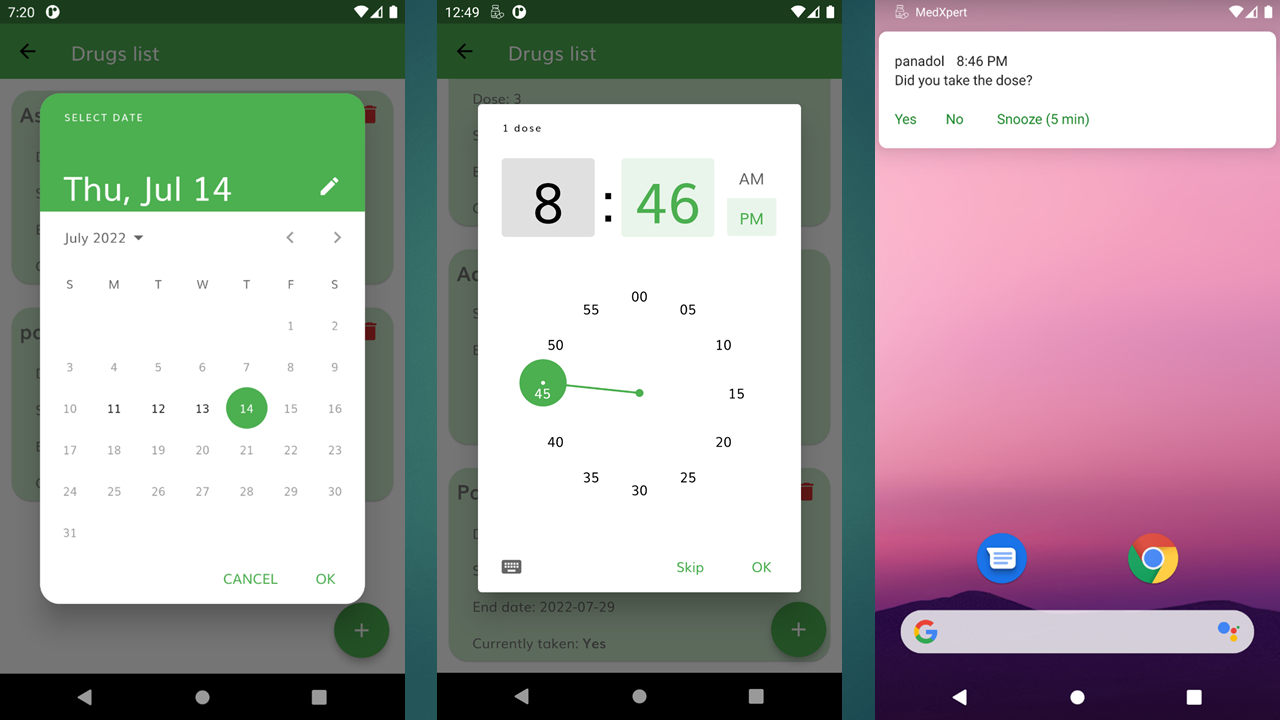 7:20
Drugs list
As
SELECT DATE
Thu, Jul 14
July 2022
S M T W T F S
1 2
3 4 5 6 7 8 9
10 11 12 13 14 15 16
17 18 19 20 21 22 23
24 25 26 27 28 29 30
31
CANCEL OK
+
12:49
Drugs list
Dose: 3
1 dose
8 : 46
AM
PM
00
55 05
50 10
45 15
40 20
35 25
30
Skip OK
End date: 2022-07-29
Currently taken: Yes
+
MedXpert
panadol 8:46 PM
Did you take the dose?
Yes No Snooze (5 min)
G